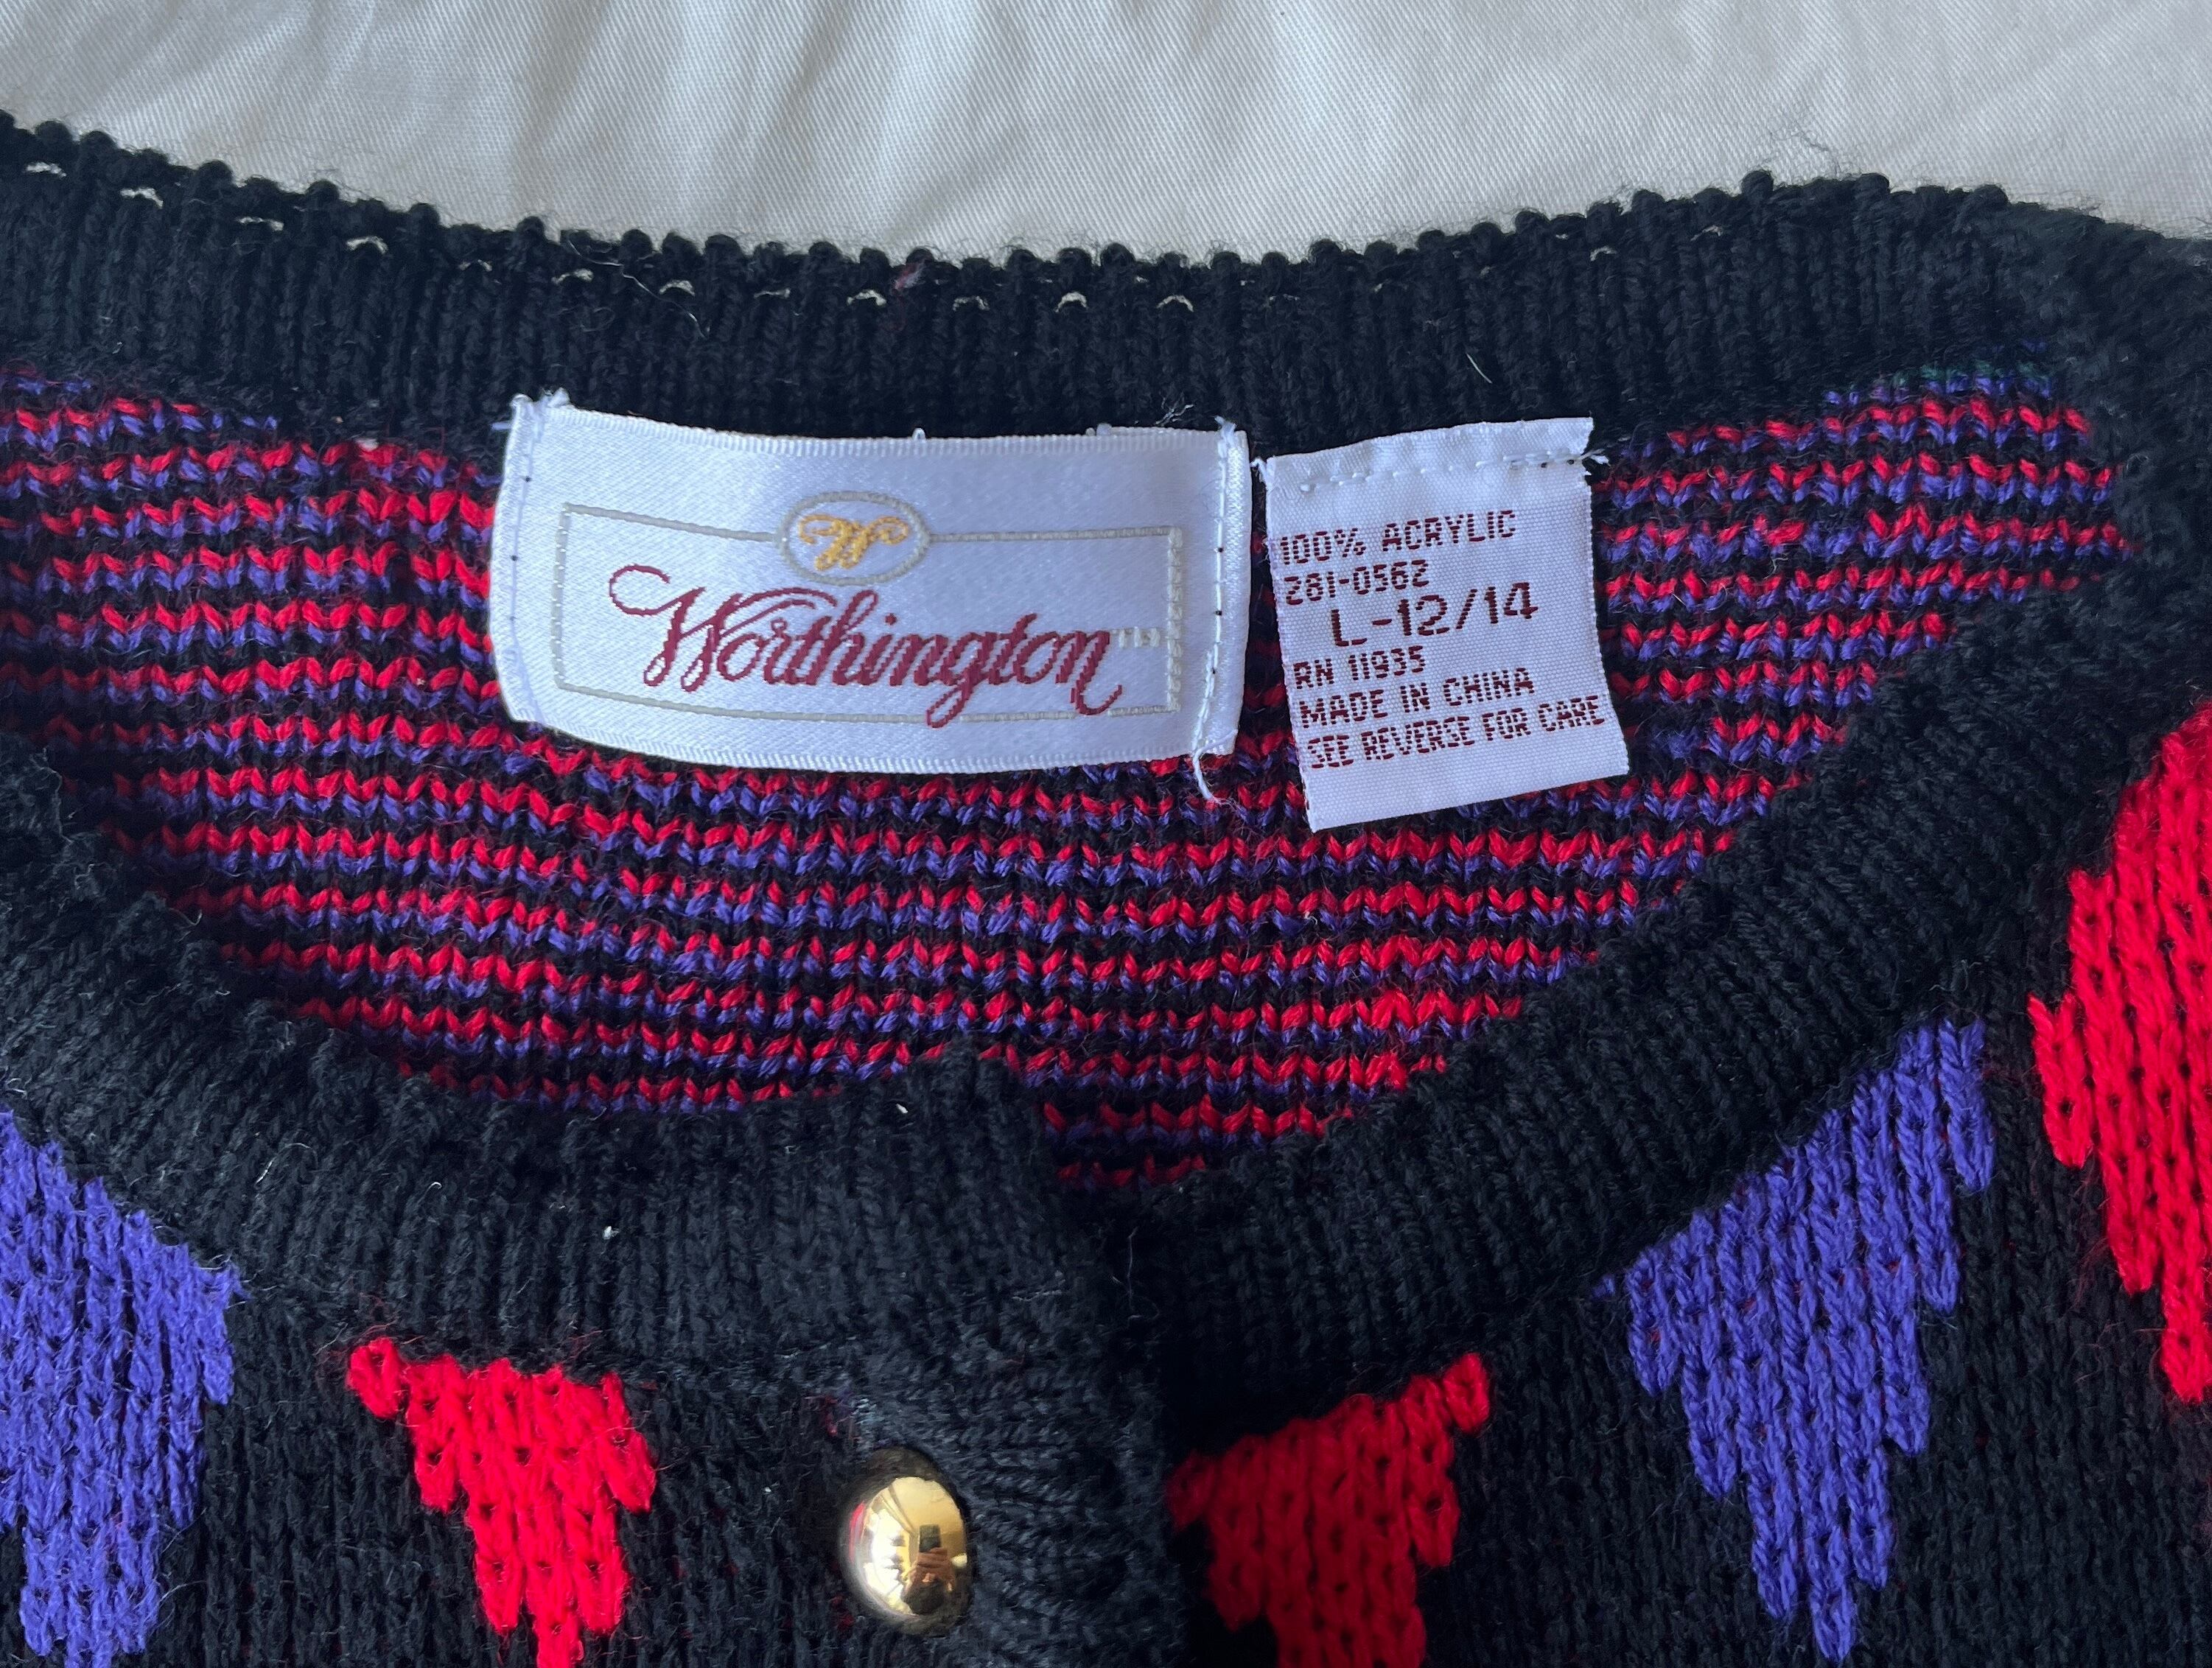 W
Worthington
100% ACRYLIC
281-0562
L-12/14
RN 11935
MADE IN CHINA
SEE REVERSE FOR CARE